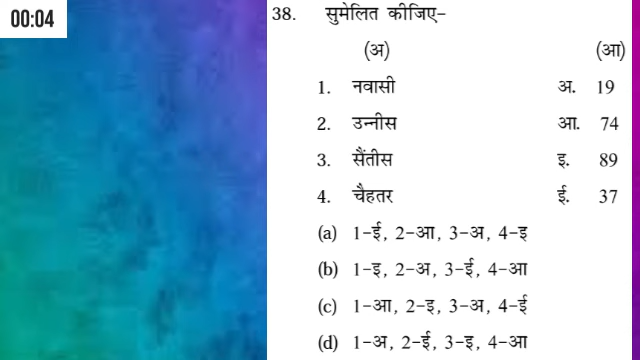 00:04
38. सुमेलित कीजिए–
(अ) (आ)
1. नवासी अ. 19
2. उन्नीस आ. 74
3. सैंतीस इ. 89
4. चैहतर ई. 37
(a) 1-ई, 2-आ, 3-अ, 4-इ
(b) 1-इ, 2-अ, 3-ई, 4-आ
(c) 1-आ, 2-इ, 3-अ, 4-ई
(d) 1-अ, 2-ई, 3-इ, 4-आ